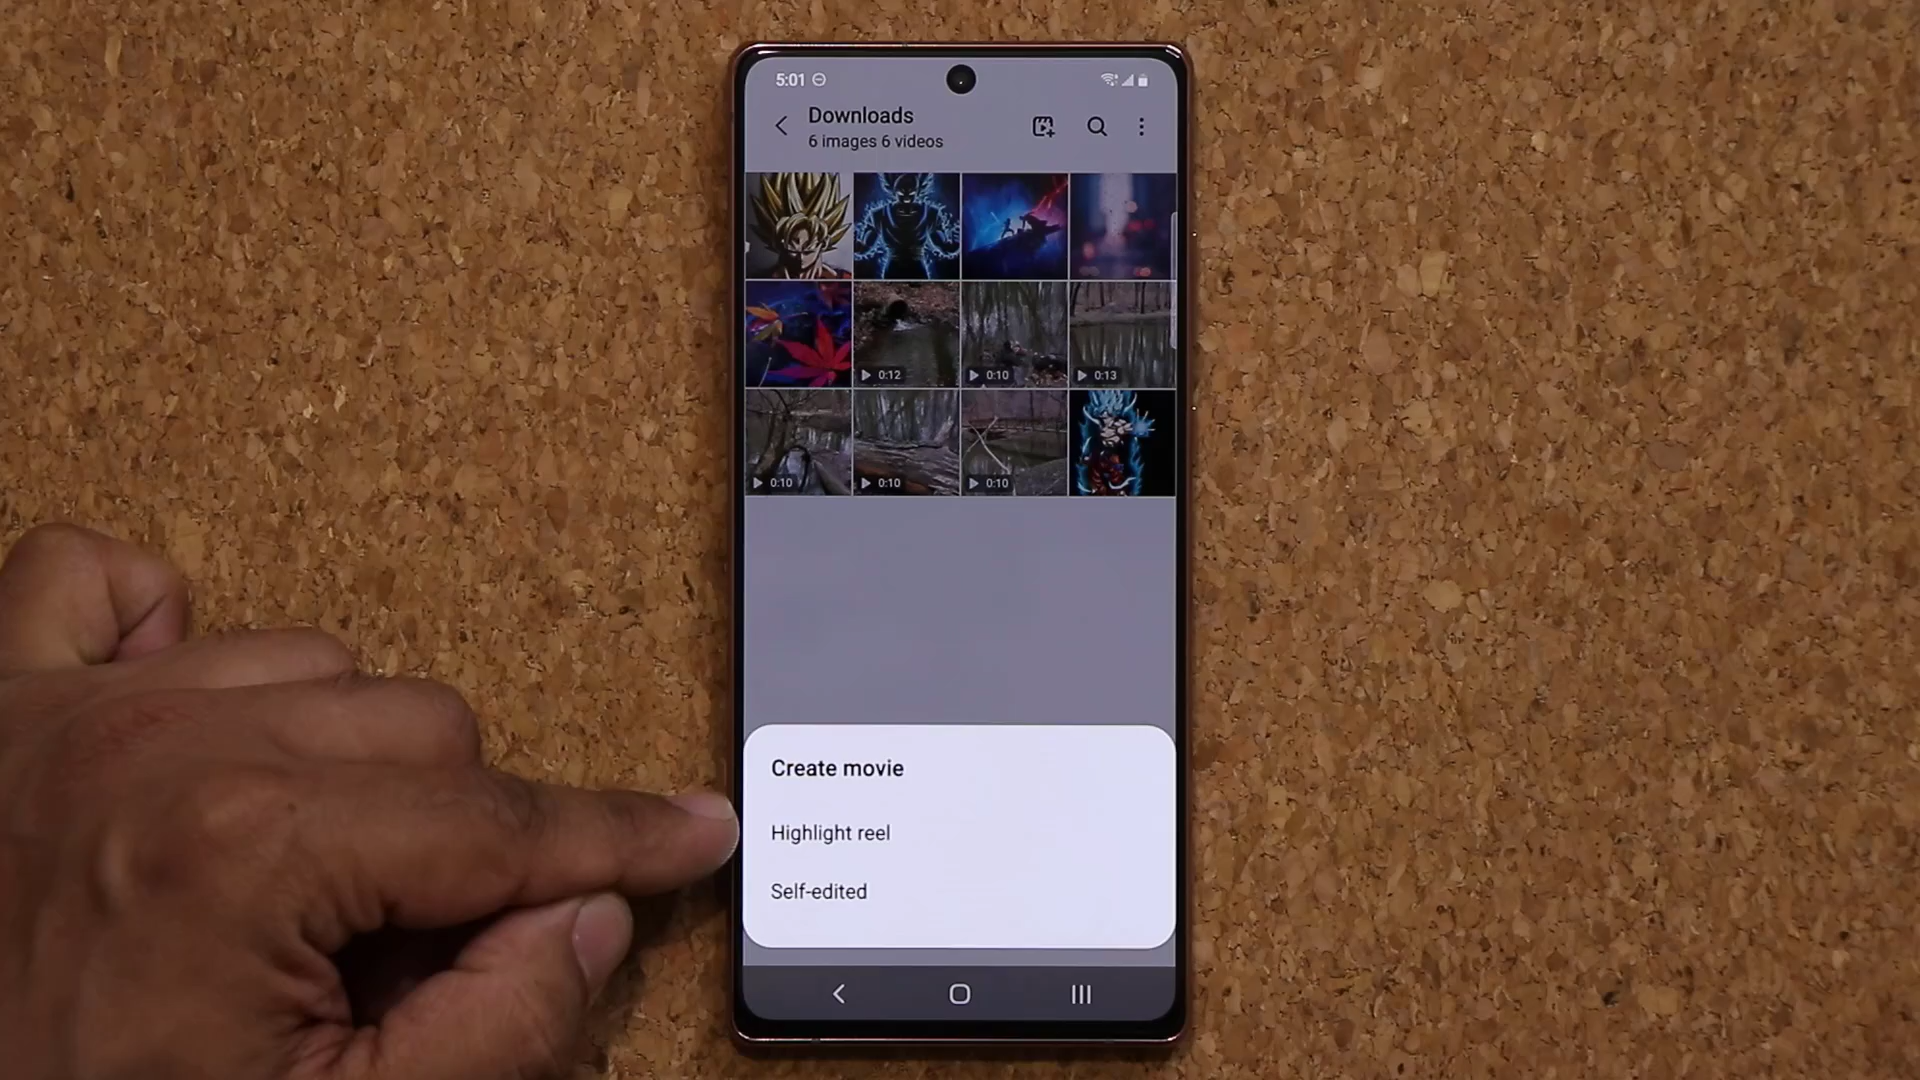 5:01
Downloads
6 images 6 videos
0:12
0:10
0:13
0:10
0:10
0:10
Create movie
Highlight reel
Self-edited